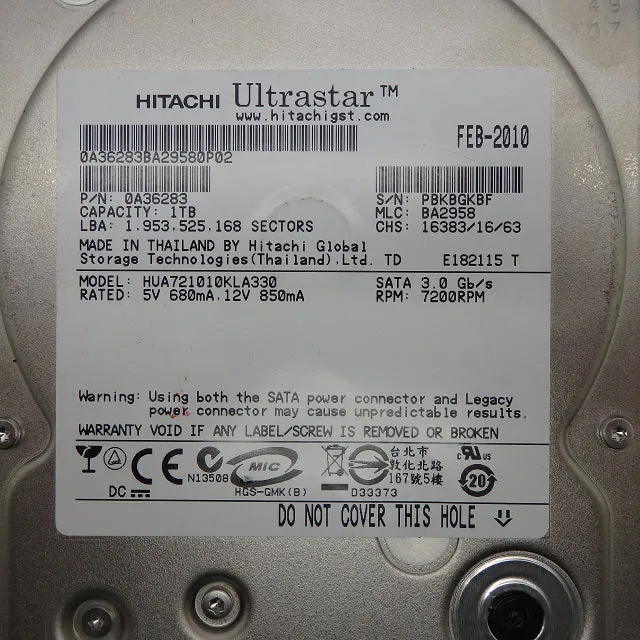 HITACHI Ultrastar™
www.hitachigst.com
FEB-2010
0A36283BA29580P02
P/N: 0A36283 S/N: PBKBGKBF
CAPACITY: 1TB MLC: BA2958
LBA: 1,953,525,168 SECTORS CHS: 16383/16/63
MADE IN THAILAND BY Hitachi Global
Storage Technologies(Thailand),Ltd. TD E182115 T
MODEL: HUA721010KLA330 SATA 3.0 Gb/s
RATED: 5V 680mA,12V 850mA RPM: 7200RPM
Warning: Using both the SATA power connector and Legacy
power connector may cause unpredictable results.
WARRANTY VOID IF ANY LABEL/SCREW IS REMOVED OR BROKEN
CE N13508 MIC 台北市
敦化北路
167號5樓
c US
20
DC HGS-GMK(B) D33373
DO NOT COVER THIS HOLE